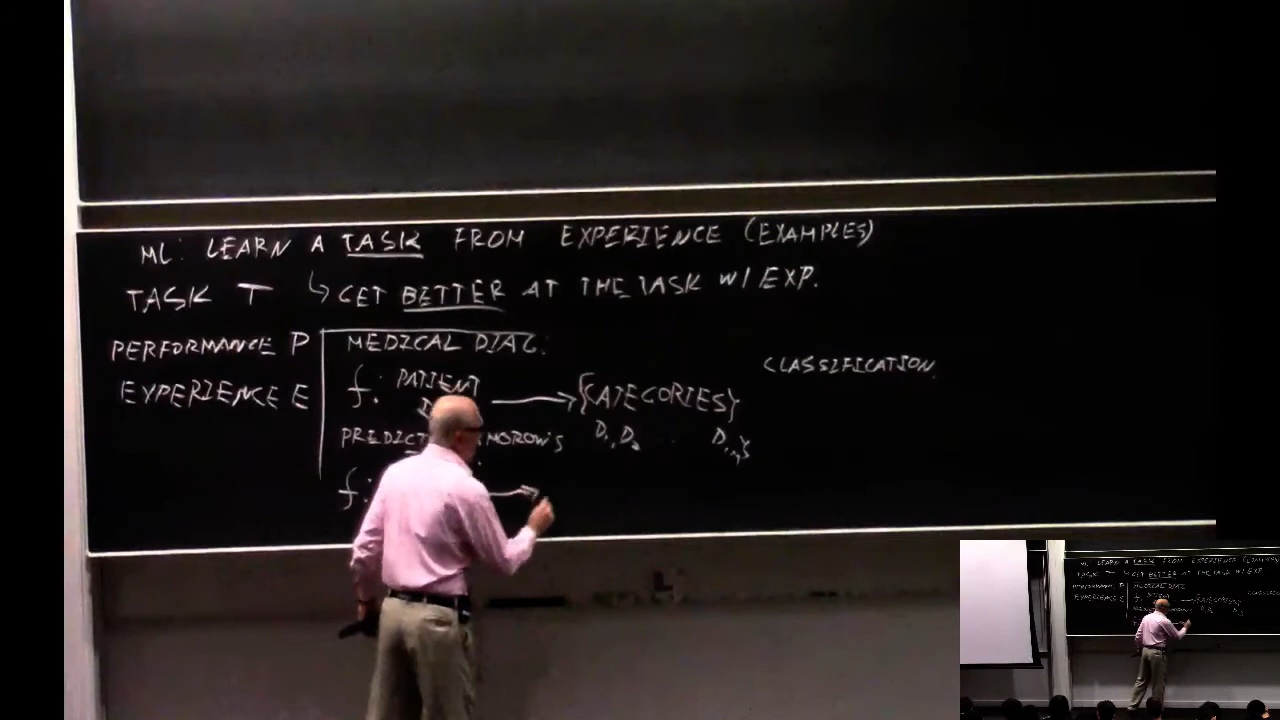 ML: LEARN A TASK FROM EXPERIENCE (EXAMPLES)
TASK T ↳ GET BETTER AT THE TASK W/ EXP.
PERFORMANCE P
EXPERIENCE E
MEDICAL DIAG.
f: PATIENT → {CATEGORIES}
D₁, D₂ ... Dₘ}
PREDICT MOROW'S
f: →
CLASSIFICATION